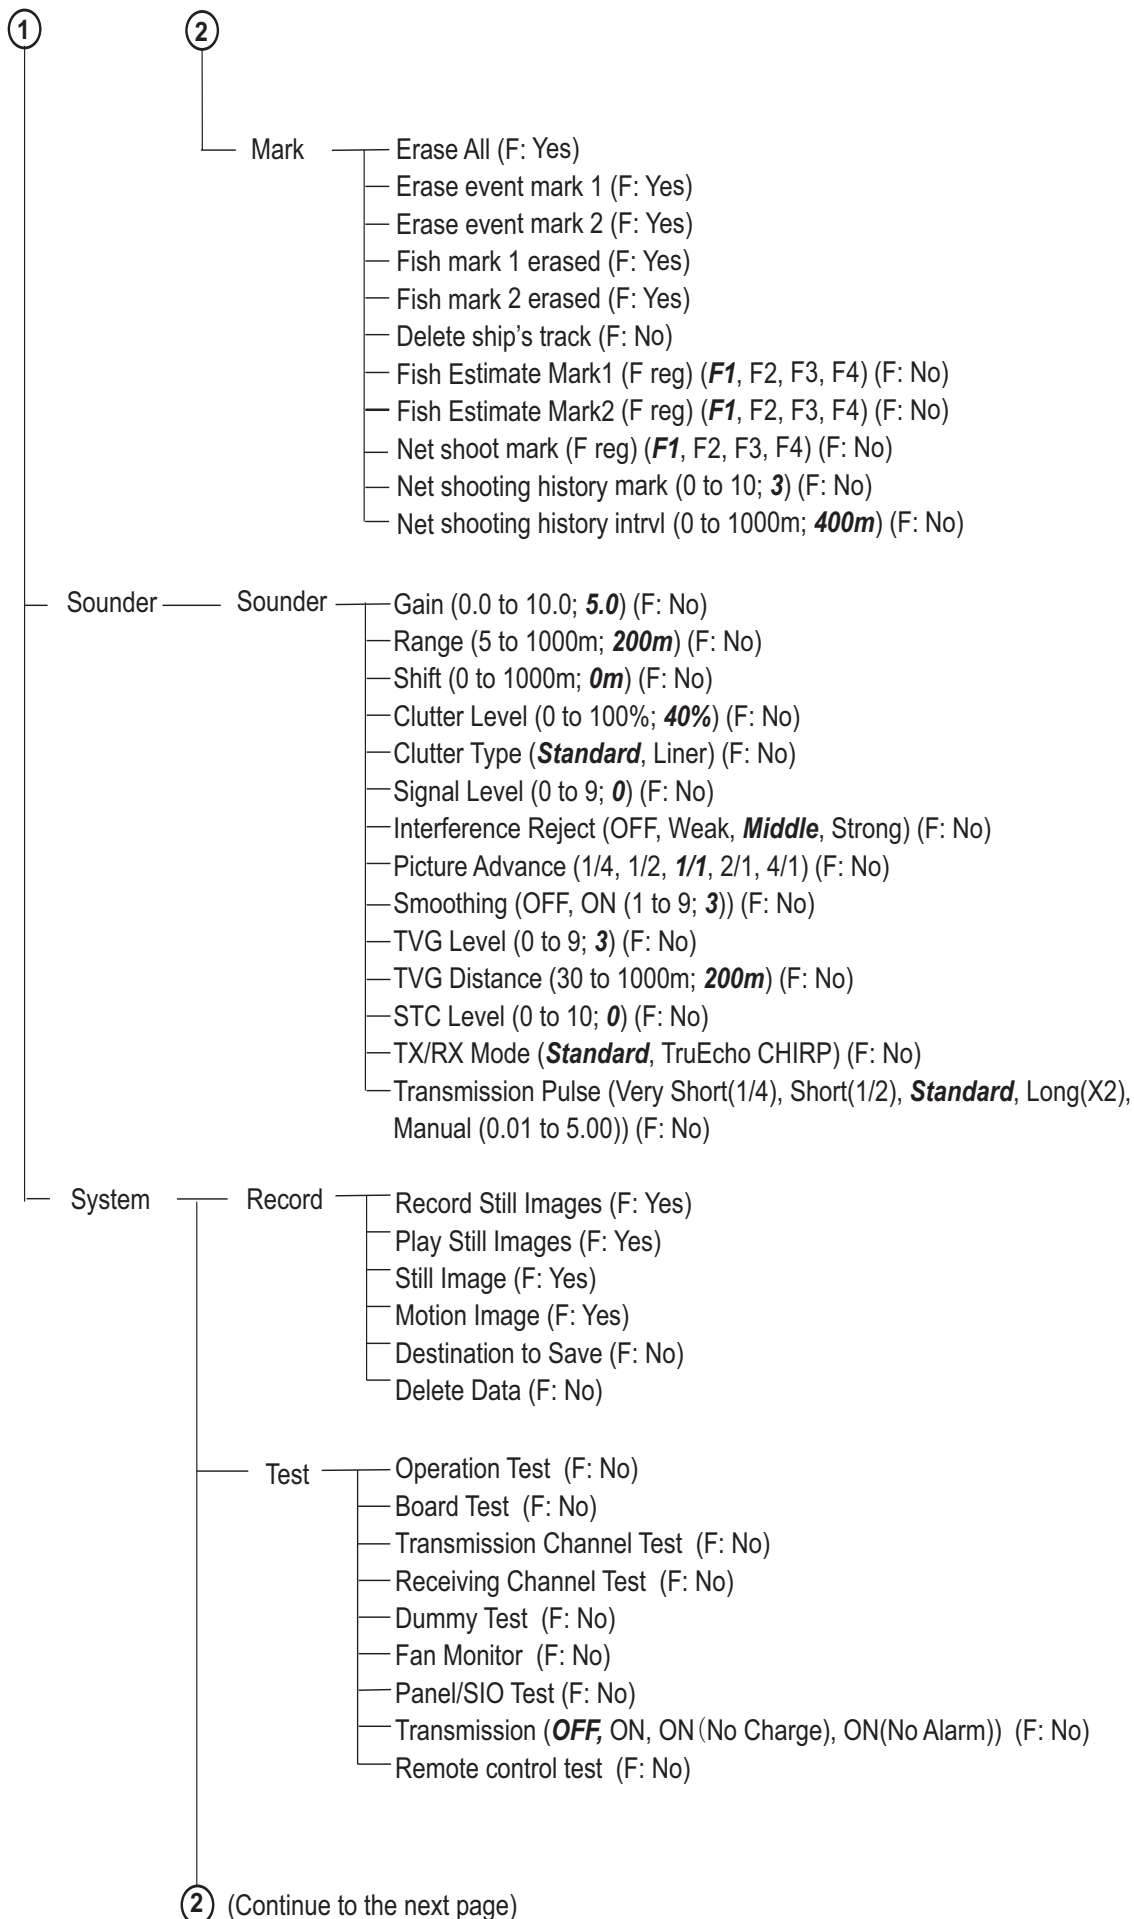 1 2
Mark Erase All (F: Yes)
Erase event mark 1 (F: Yes)
Erase event mark 2 (F: Yes)
Fish mark 1 erased (F: Yes)
Fish mark 2 erased (F: Yes)
Delete ship’s track (F: No)
Fish Estimate Mark1 (F reg) (F1, F2, F3, F4) (F: No)
Fish Estimate Mark2 (F reg) (F1, F2, F3, F4) (F: No)
Net shoot mark (F reg) (F1, F2, F3, F4) (F: No)
Net shooting history mark (0 to 10; 3) (F: No)
Net shooting history intrvl (0 to 1000m; 400m) (F: No)
Sounder Sounder Gain (0.0 to 10.0; 5.0) (F: No)
Range (5 to 1000m; 200m) (F: No)
Shift (0 to 1000m; 0m) (F: No)
Clutter Level (0 to 100%; 40%) (F: No)
Clutter Type (Standard, Liner) (F: No)
Signal Level (0 to 9; 0) (F: No)
Interference Reject (OFF, Weak, Middle, Strong) (F: No)
Picture Advance (1/4, 1/2, 1/1, 2/1, 4/1) (F: No)
Smoothing (OFF, ON (1 to 9; 3)) (F: No)
TVG Level (0 to 9; 3) (F: No)
TVG Distance (30 to 1000m; 200m) (F: No)
STC Level (0 to 10; 0) (F: No)
TX/RX Mode (Standard, TruEcho CHIRP) (F: No)
Transmission Pulse (Very Short(1/4), Short(1/2), Standard, Long(X2),
Manual (0.01 to 5.00)) (F: No)
System Record Record Still Images (F: Yes)
Play Still Images (F: Yes)
Still Image (F: Yes)
Motion Image (F: Yes)
Destination to Save (F: No)
Delete Data (F: No)
Test Operation Test (F: No)
Board Test (F: No)
Transmission Channel Test (F: No)
Receiving Channel Test (F: No)
Dummy Test (F: No)
Fan Monitor (F: No)
Panel/SIO Test (F: No)
Transmission (OFF, ON, ON (No Charge), ON(No Alarm)) (F: No)
Remote control test (F: No)
2 (Continue to the next page)